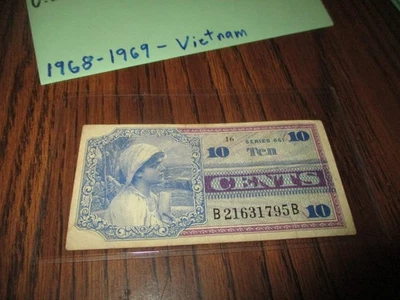 1968-1969 - Vietnam
16 SERIES 661
10 Ten 10
CENTS
B21631795B 10